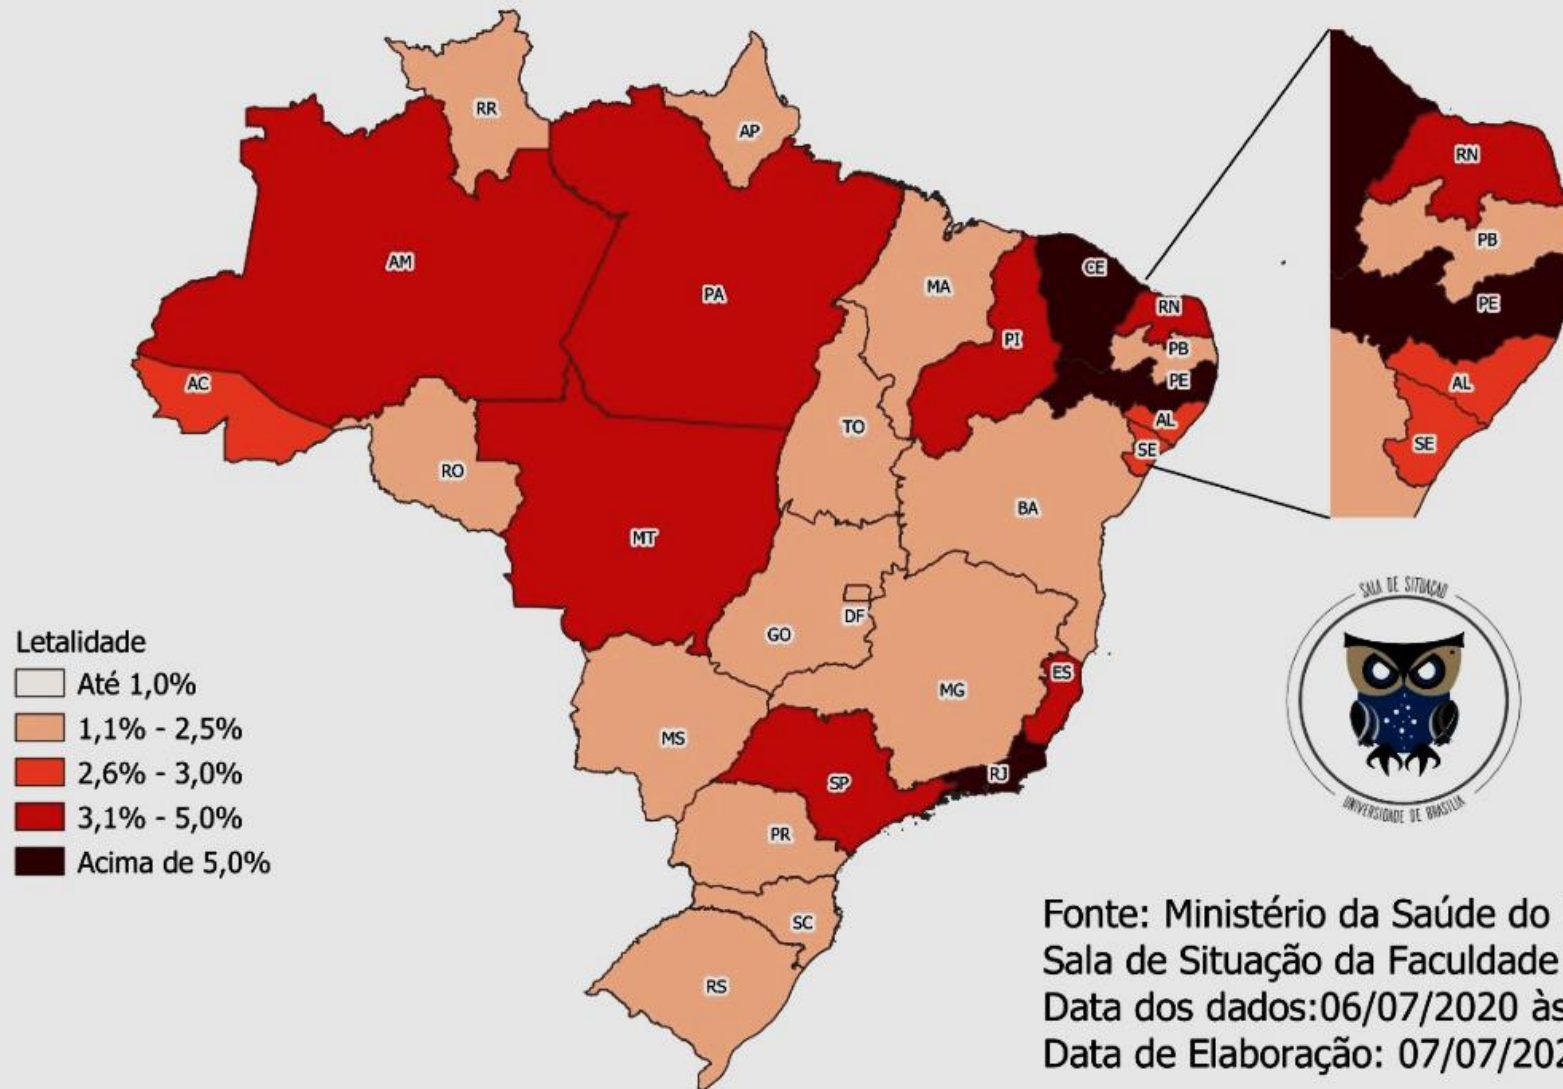 RR
AP
AM
PA
MA
CE
RN
PI
PB
PE
AC
AL
TO
SE
RO
BA
MT
DF
GO
ES
MG
MS
RJ
SP
PR
SC
RS
RN
PB
PE
AL
SE
Letalidade
Até 1,0%
1,1% - 2,5%
2,6% - 3,0%
3,1% - 5,0%
Acima de 5,0%
SALA DE SITUAÇÃO
UNIVERSIDADE DE BRASÍLIA
Fonte: Ministério da Saúde do
Sala de Situação da Faculdade
Data dos dados:06/07/2020 às
Data de Elaboração: 07/07/202